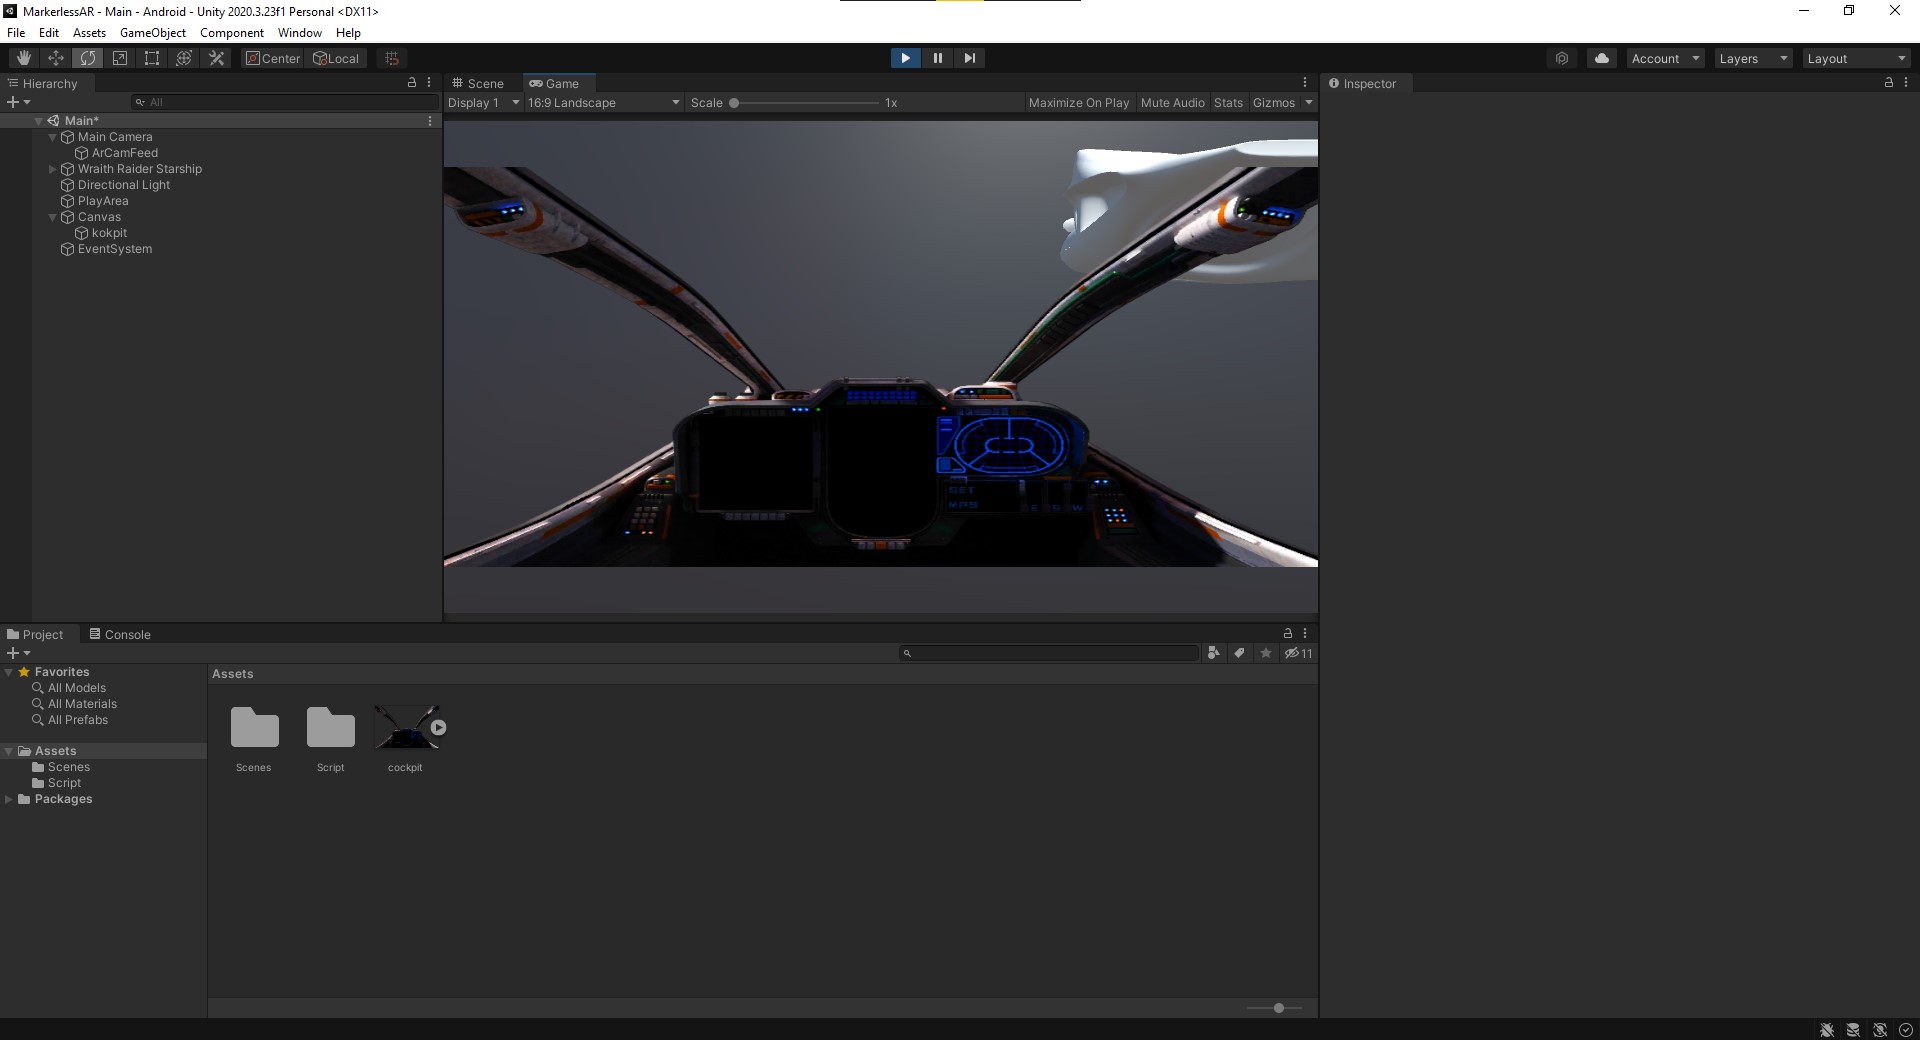 MarkerlessAR - Main - Android - Unity 2020.3.23f1 Personal <DX11>
File Edit Assets GameObject Component Window Help
Center Local Account Layers Layout
Hierarchy
All
Main*
Main Camera
ArCamFeed
Wraith Raider Starship
Directional Light
PlayArea
Canvas
kokpit
EventSystem
Scene Game
Display 1 16:9 Landscape Scale 1x Maximize On Play Mute Audio Stats Gizmos
SET
MPS
E S W
Inspector
Project Console
11
Favorites
All Models
All Materials
All Prefabs
Assets
Scenes
Script
Packages
Assets
Scenes Script cockpit